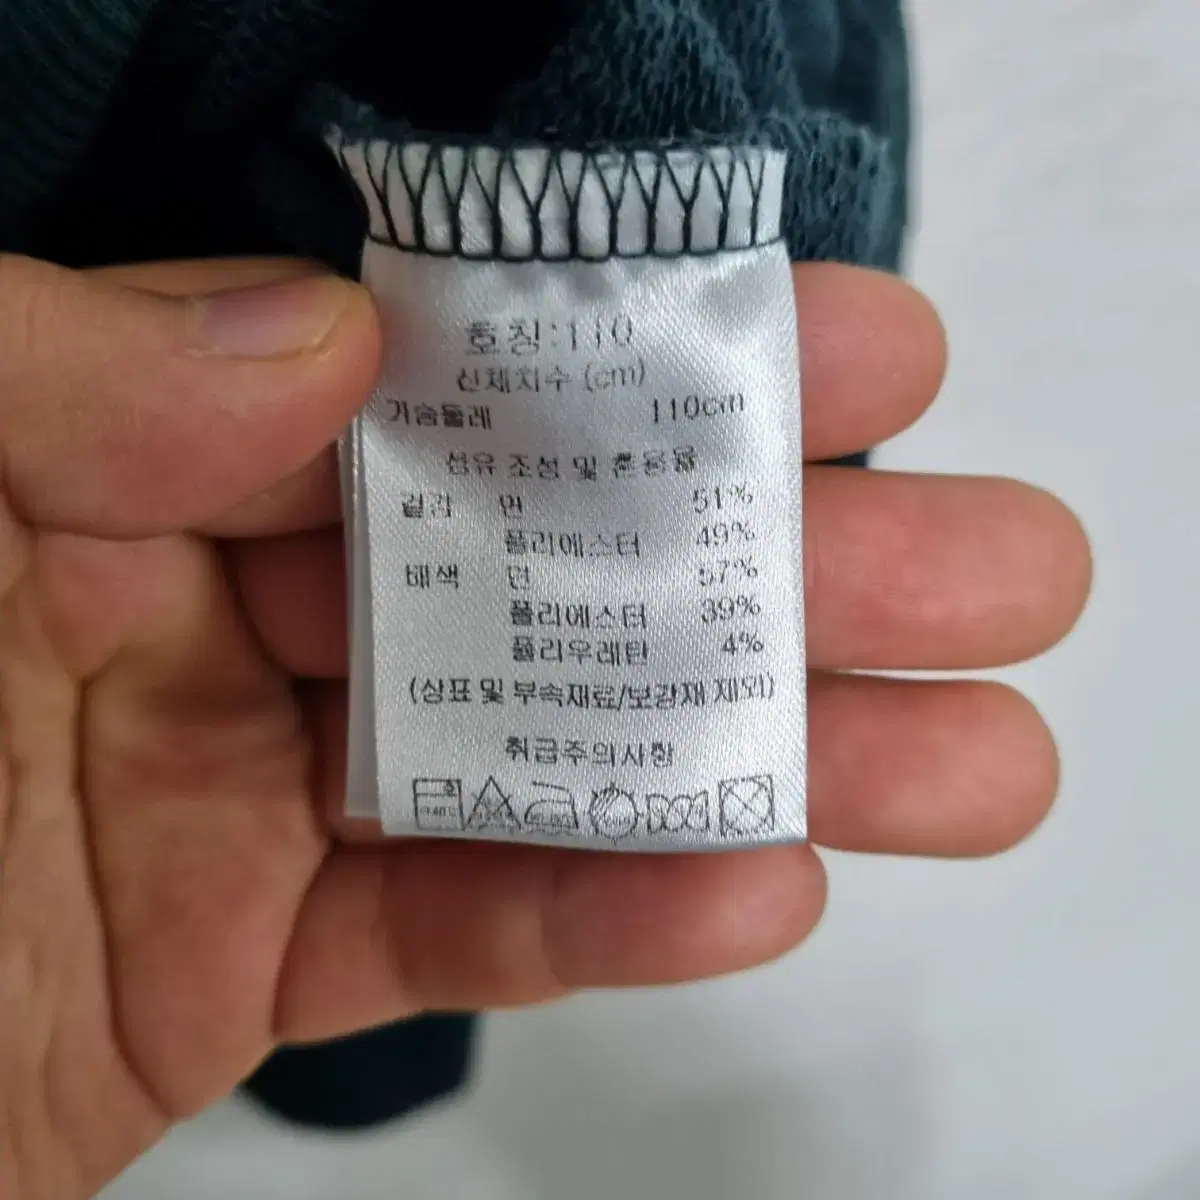 호칭:110
신체치수 (cm)
가슴둘레 110cm
섬유 조성 및 혼용율
겉감 면 51%
폴리에스터 49%
배색 면 57%
폴리에스터 39%
폴리우레탄 4%
(상표 및 부속재료/보강재 제외)
취급주의사항